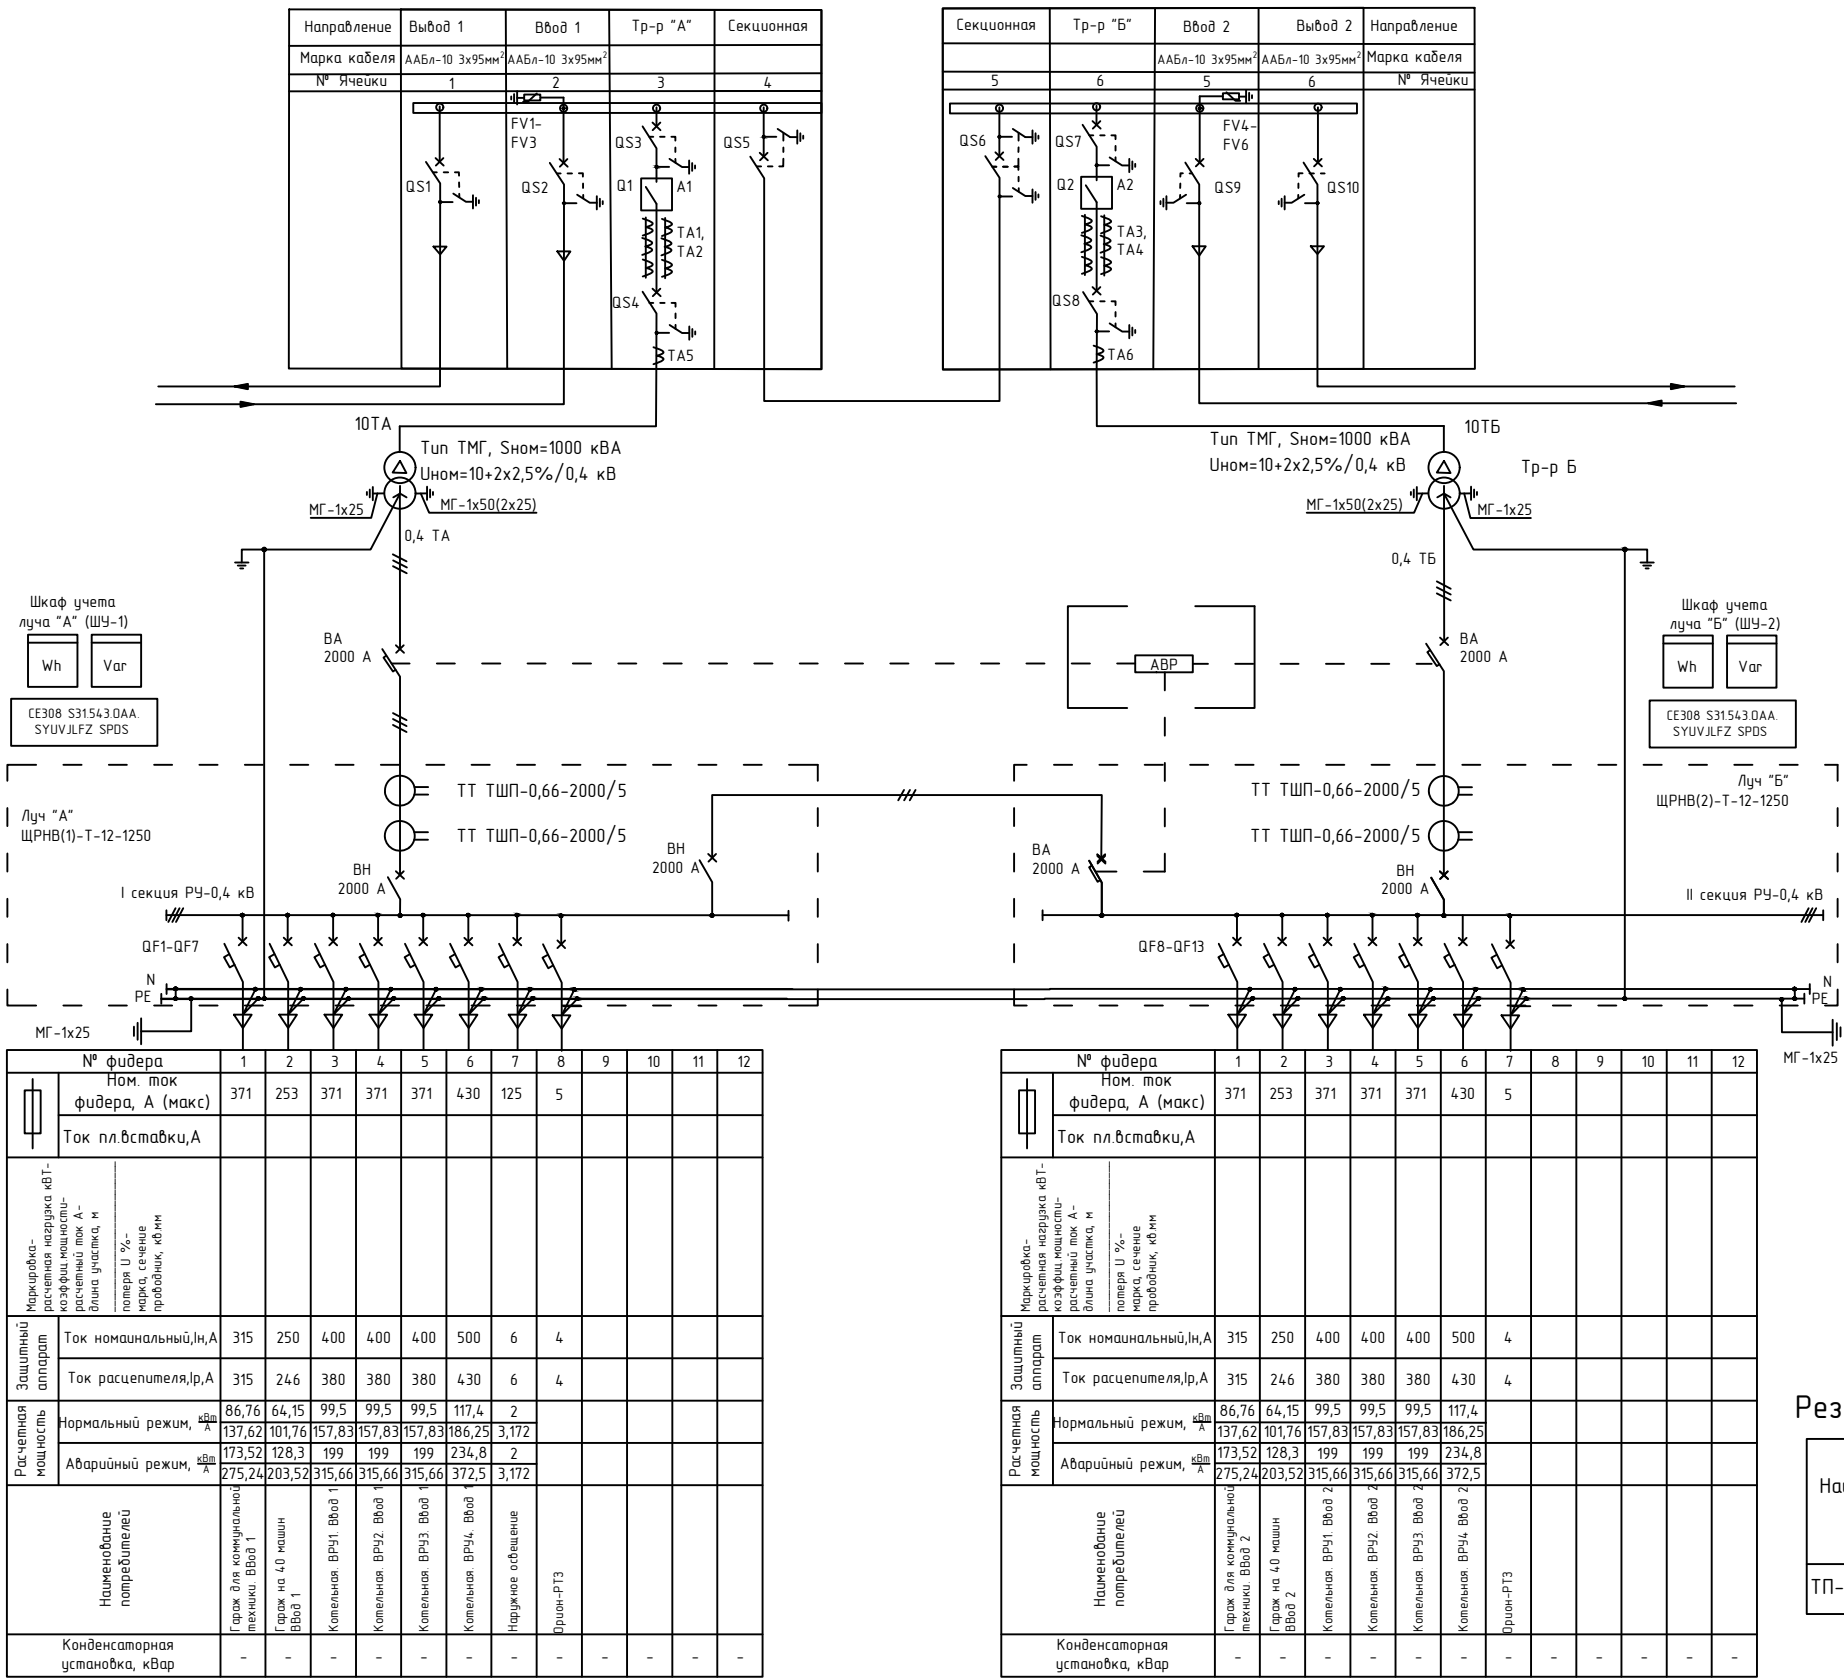 Направление Вывод 1 Ввод 1 Тр-р "А" Секционная
Марка кабеля ААБл-10 3х95мм² ААБл-10 3х95мм²
N° Ячейки 1 2 3 4
FV1-
FV3
QS1
QS2
QS3
Q1 A1
TA1,
TA2
QS4
TA5
QS5
Секционная Тр-р "Б" Ввод 2 Вывод 2 Направление
ААБл-10 3х95мм² ААБл-10 3х95мм² Марка кабеля
5 6 5 6 N° Ячейки
QS6
QS7
Q2 A2
TA3,
TA4
QS8
TA6
FV4-
FV6
QS9
QS10
10ТА
Тип ТМГ, Sном=1000 кВА
Uном=10+2х2,5%/0,4 кВ
МГ-1х25
МГ-1х50(2х25)
0,4 ТА
10ТБ
Тип ТМГ, Sном=1000 кВА
Uном=10+2х2,5%/0,4 кВ
Тр-р Б
МГ-1х50(2х25)
МГ-1х25
0,4 ТБ
Шкаф учета
луча "А" (ШУ-1)
Wh Var
CE308 S31.543.OAA.
SYUVJLFZ SPDS
ВА
2000 А
АВР
ВА
2000 А
Шкаф учета
луча "Б" (ШУ-2)
Wh Var
CE308 S31.543.OAA.
SYUVJLFZ SPDS
Луч "А"
ЩРНВ(1)-Т-12-1250
ТТ ТШП-0,66-2000/5
ТТ ТШП-0,66-2000/5
ВН
2000 А
ВН
2000 А
I секция РУ-0,4 кВ
QF1-QF7
N
PE
МГ-1х25
Луч "Б"
ЩРНВ(2)-Т-12-1250
ТТ ТШП-0,66-2000/5
ТТ ТШП-0,66-2000/5
ВА
2000 А
ВН
2000 А
II секция РУ-0,4 кВ
QF8-QF13
N
PE
МГ-1х25
N° фидера 1 2 3 4 5 6 7 8 9 10 11 12
Ном. ток
фидера, А (макс) 371 253 371 371 371 430 125 5
Ток пл.вставки,А
Маркировка-
расчетная нагрузка кВТ-
коэффиц.мощности-
расчетный ток А-
длина участка, м
потеря U %-
марка, сечение
проводник, кв.мм
Защитный
аппарат
Ток номаинальный,Iн,А 315 250 400 400 400 500 6 4
Ток расцепителя,Iр,А 315 246 380 380 380 430 6 4
Расчетная
мощность
Нормальный режим, кВт/А
86,76 64,15 99,5 99,5 99,5 117,4 2
137,62 101,76 157,83 157,83 157,83 186,25 3,172
Аварийный режим, кВт/А
173,52 128,3 199 199 199 234,8 2
275,24 203,52 315,66 315,66 315,66 372,5 3,172
Наименование
потребителей
Гараж для коммунальной
техники. ВВод 1
Гараж на 40 машин
ВВод 1
Котельная. ВРУ1. Ввод 1
Котельная. ВРУ2. Ввод 1
Котельная. ВРУ3. Ввод 1
Котельная. ВРУ4. Ввод 1
Наружное освещение
Орион-РТЗ
Конденсаторная
установка, кВар - - - - - - - - - - - -
N° фидера 1 2 3 4 5 6 7 8 9 10 11 12
Ном. ток
фидера, А (макс) 371 253 371 371 371 430 5
Ток пл.вставки,А
Маркировка-
расчетная нагрузка кВТ-
коэффиц.мощности-
расчетный ток А-
длина участка, м
потеря U %-
марка, сечение
проводник, кв.мм
Защитный
аппарат
Ток номаинальный,Iн,А 315 250 400 400 400 500 4
Ток расцепителя,Iр,А 315 246 380 380 380 430 4
Расчетная
мощность
Нормальный режим, кВт/А
86,76 64,15 99,5 99,5 99,5 117,4
137,62 101,76 157,83 157,83 157,83 186,25
Аварийный режим, кВт/А
173,52 128,3 199 199 199 234,8
275,24 203,52 315,66 315,66 315,66 372,5
Наименование
потребителей
Гараж для коммунальной
техники. ВВод 2
Гараж на 40 машин
ВВод 2
Котельная. ВРУ1. Ввод 2
Котельная. ВРУ2. Ввод 2
Котельная. ВРУ3. Ввод 2
Котельная. ВРУ4 Ввод 2
Орион-РТЗ
Конденсаторная
установка, кВар - - - - - - - - - - - -
Рез
На
ТП-